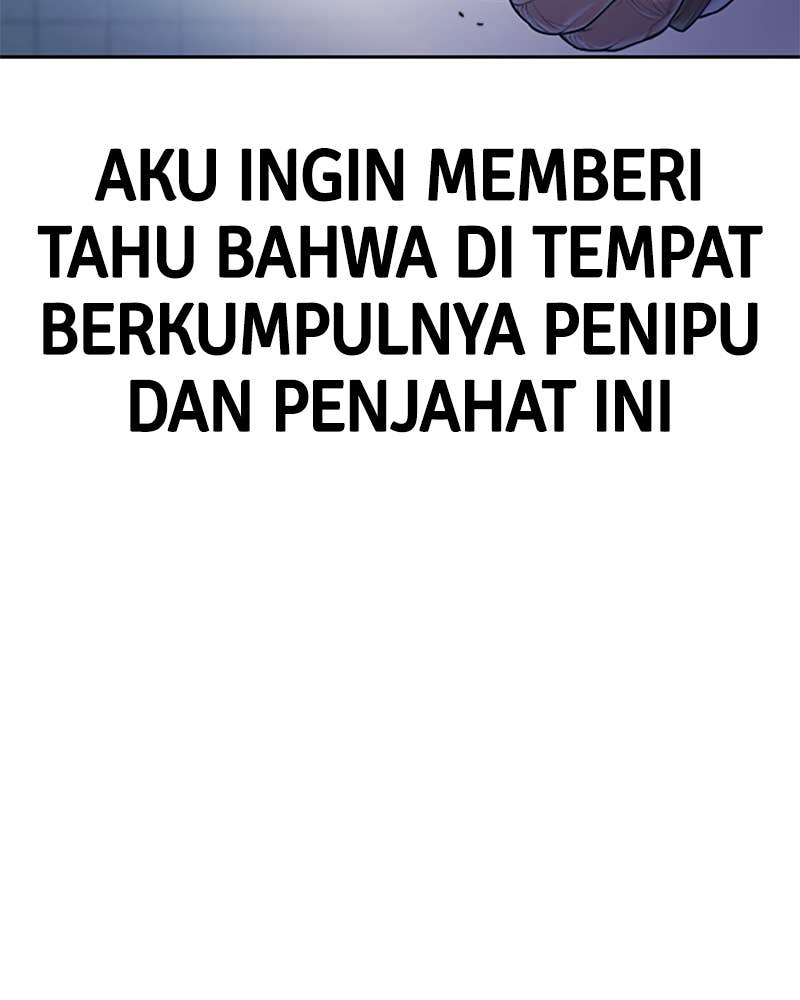 AKU INGIN MEMBERI
TAHU BAHWA DI TEMPAT
BERKUMPULNYA PENIPU
DAN PENJAHAT INI